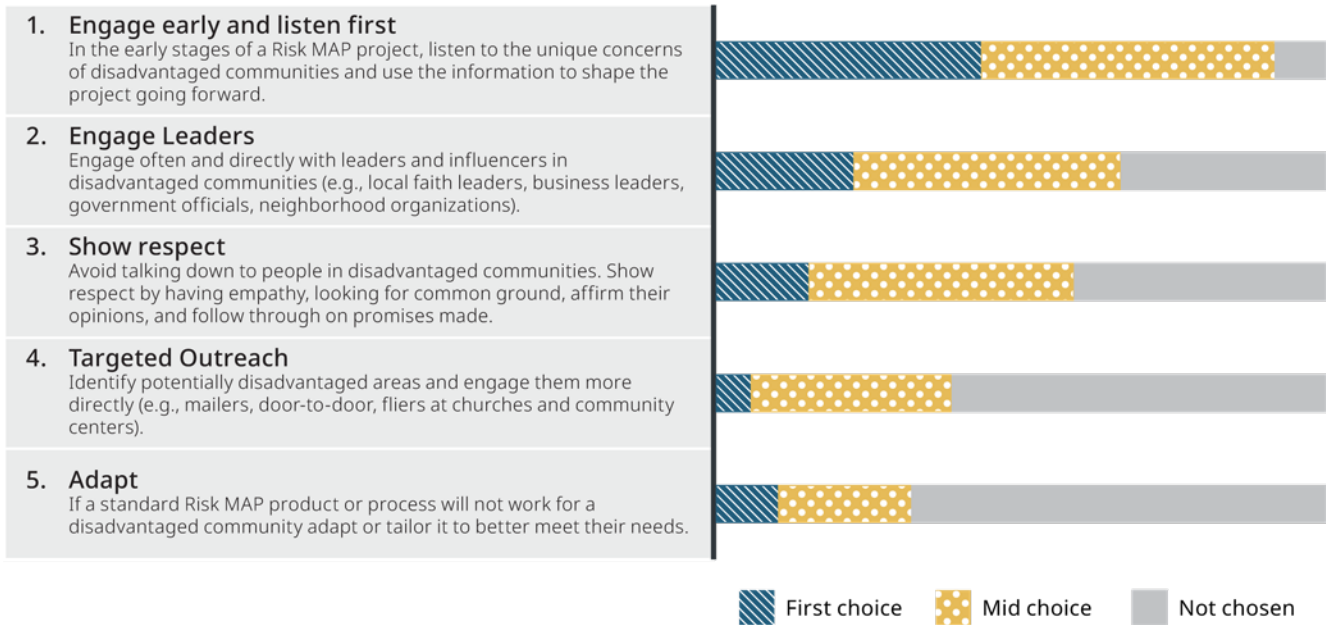 1. Engage early and listen first
In the early stages of a Risk MAP project, listen to the unique concerns
of disadvantaged communities and use the information to shape the
project going forward.
2. Engage Leaders
Engage often and directly with leaders and influencers in
disadvantaged communities (e.g., local faith leaders, business leaders,
government officials, neighborhood organizations).
3. Show respect
Avoid talking down to people in disadvantaged communities. Show
respect by having empathy, looking for common ground, affirm their
opinions, and follow through on promises made.
4. Targeted Outreach
Identify potentially disadvantaged areas and engage them more
directly (e.g., mailers, door-to-door, fliers at churches and community
centers).
5. Adapt
If a standard Risk MAP product or process will not work for a
disadvantaged community adapt or tailor it to better meet their needs.
First choice Mid choice Not chosen